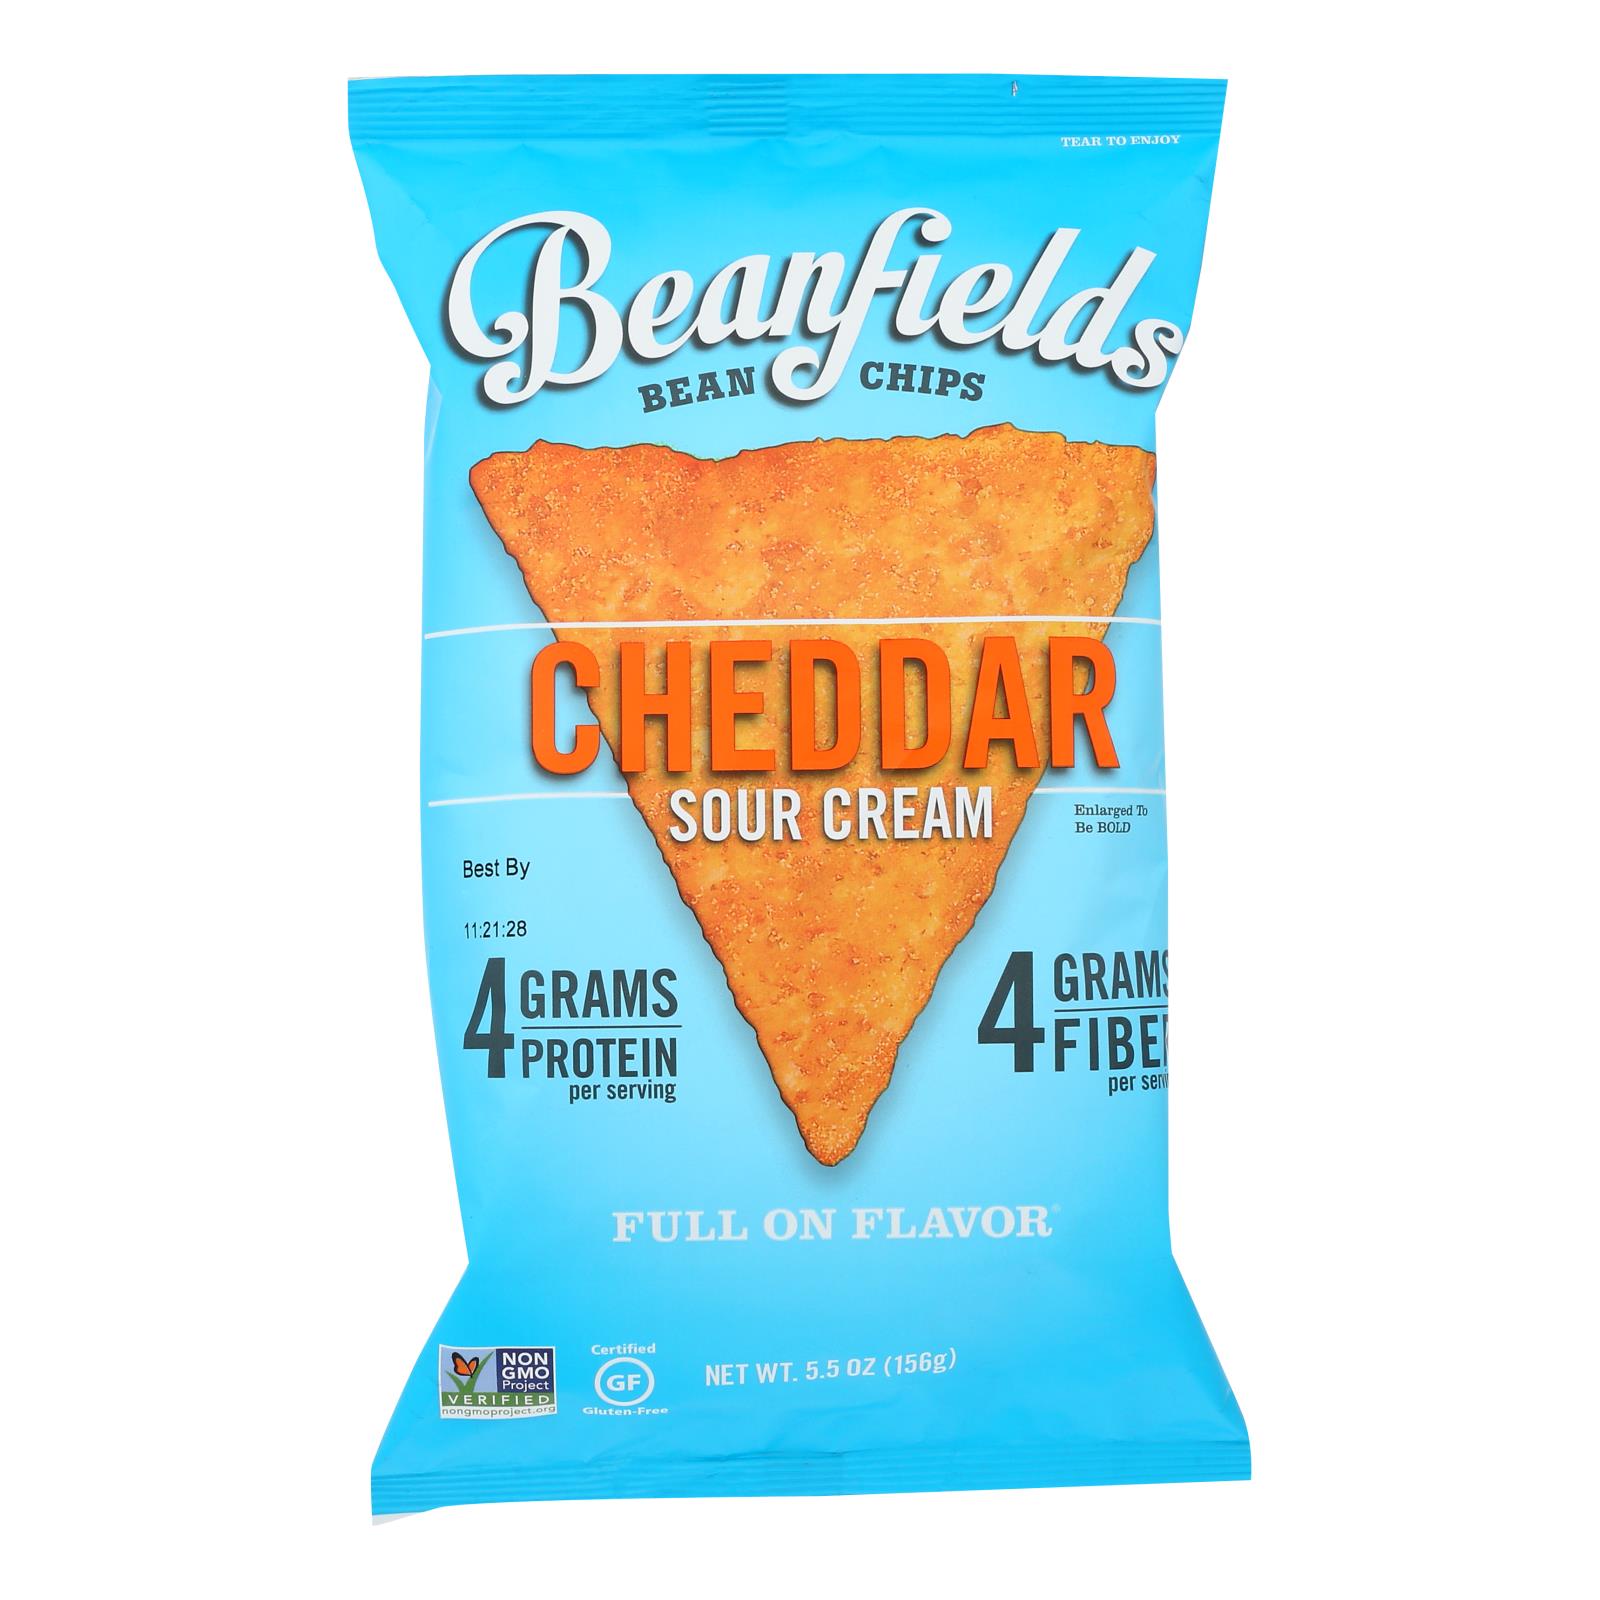 TEAR TO ENJOY
Beanfields
BEAN CHIPS
CHEDDAR
SOUR CREAM
Enlarged To
Be BOLD
Best By
11:21:28
4 GRAMS
PROTEIN
per serving
4 GRAMS
FIBER
per servi
FULL ON FLAVOR®
NON
GMO
Project
VERIFIED
nongmoproject.org
Certified
GF
Gluten-Free
NET WT. 5.5 OZ (156g)